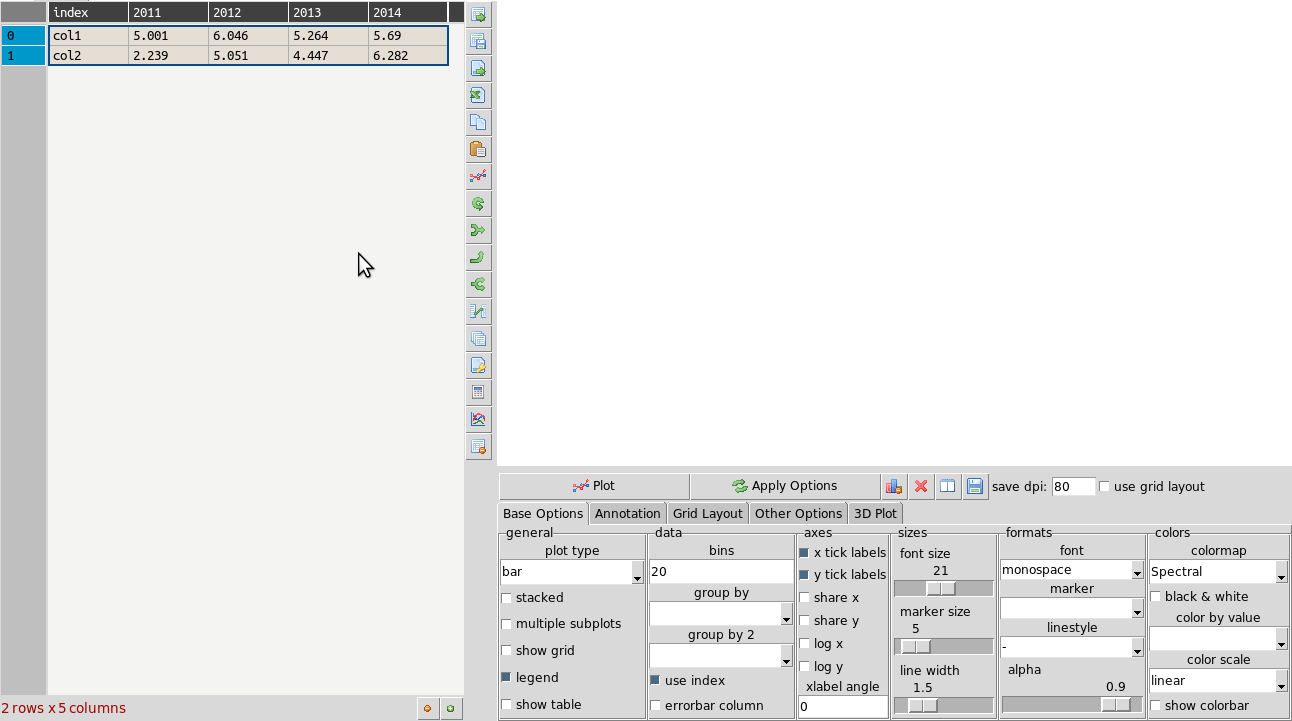 index 2011 2012 2013 2014
0 col1 5.001 6.046 5.264 5.69
1 col2 2.239 5.051 4.447 6.282
2 rows x 5 columns
Plot Apply Options save dpi: 80 use grid layout
Base Options Annotation Grid Layout Other Options 3D Plot
general
plot type
bar
stacked
multiple subplots
show grid
legend
show table
data
bins
20
group by
group by 2
use index
errorbar column
axes
x tick labels
y tick labels
share x
share y
log x
log y
xlabel angle
0
sizes
font size
21
marker size
5
line width
1.5
formats
font
monospace
marker
linestyle
-
alpha
0.9
colors
colormap
Spectral
black & white
color by value
color scale
linear
show colorbar